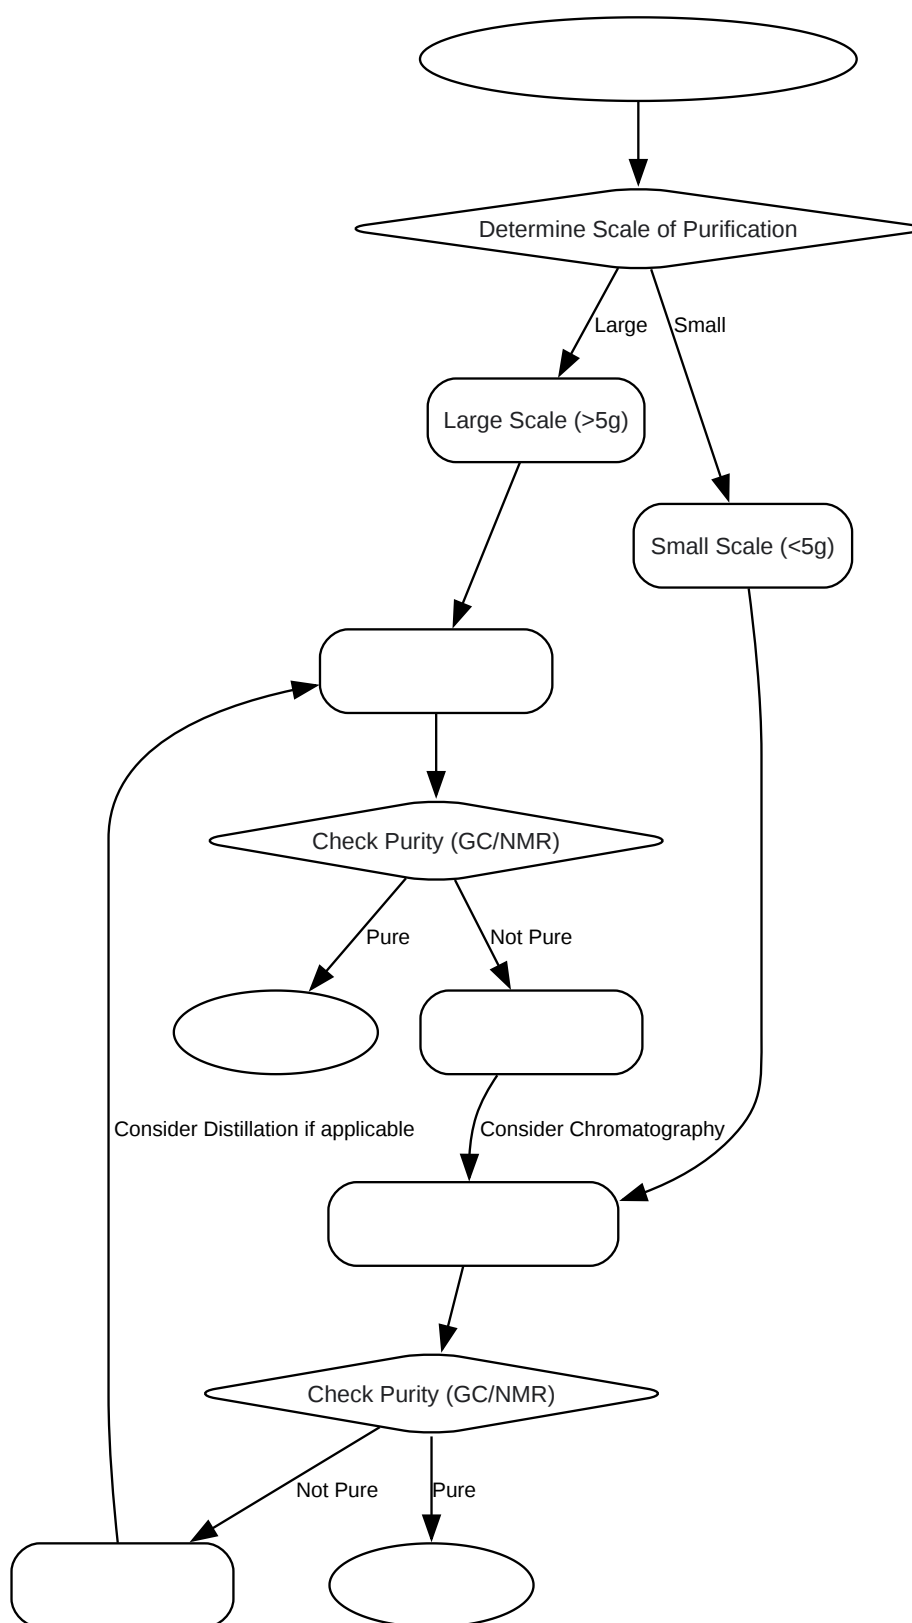 Determine Scale of Purification
Large
Small
Large Scale (>5g)
Small Scale (<5g)
Check Purity (GC/NMR)
Pure
Not Pure
Consider Distillation if applicable
Consider Chromatography
Check Purity (GC/NMR)
Not Pure
Pure